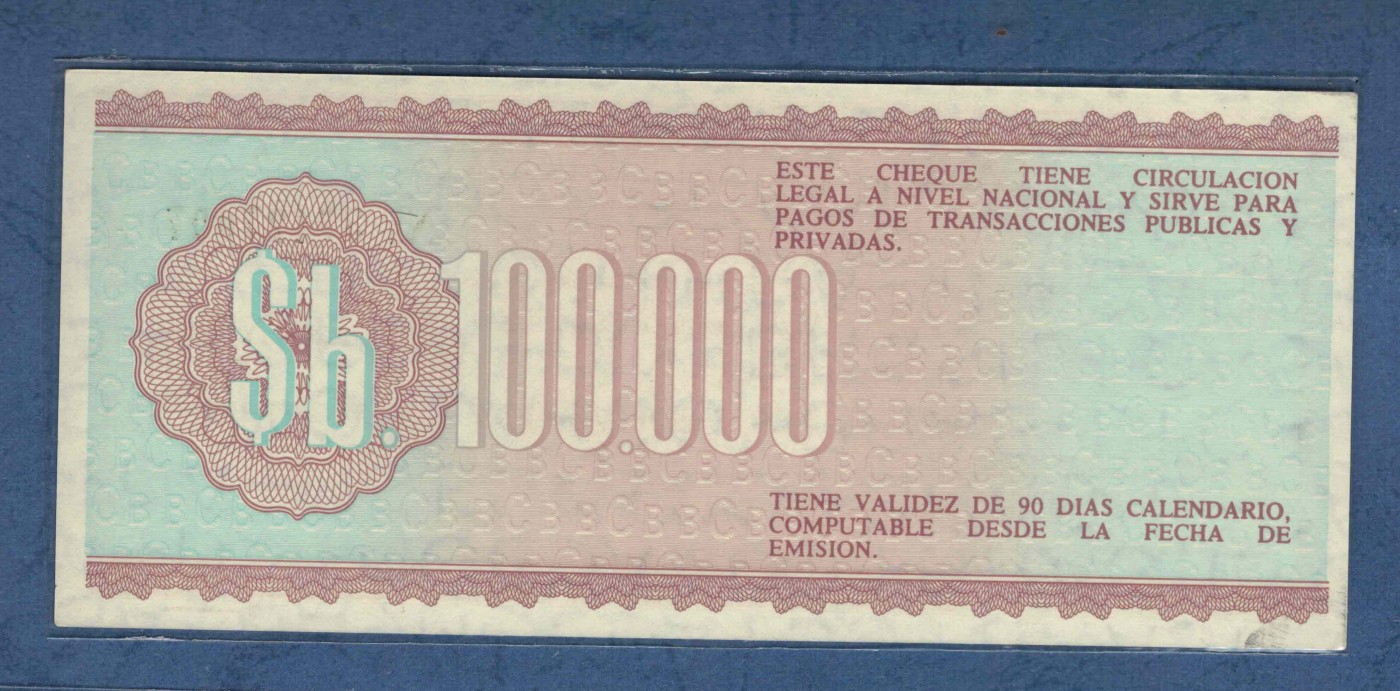 ESTE CHEQUE TIENE CIRCULACION
LEGAL A NIVEL NACIONAL Y SIRVE PARA
PAGOS DE TRANSACCIONES PUBLICAS Y
PRIVADAS.
$b. 100.000
TIENE VALIDEZ DE 90 DIAS CALENDARIO,
COMPUTABLE DESDE LA FECHA DE
EMISION.